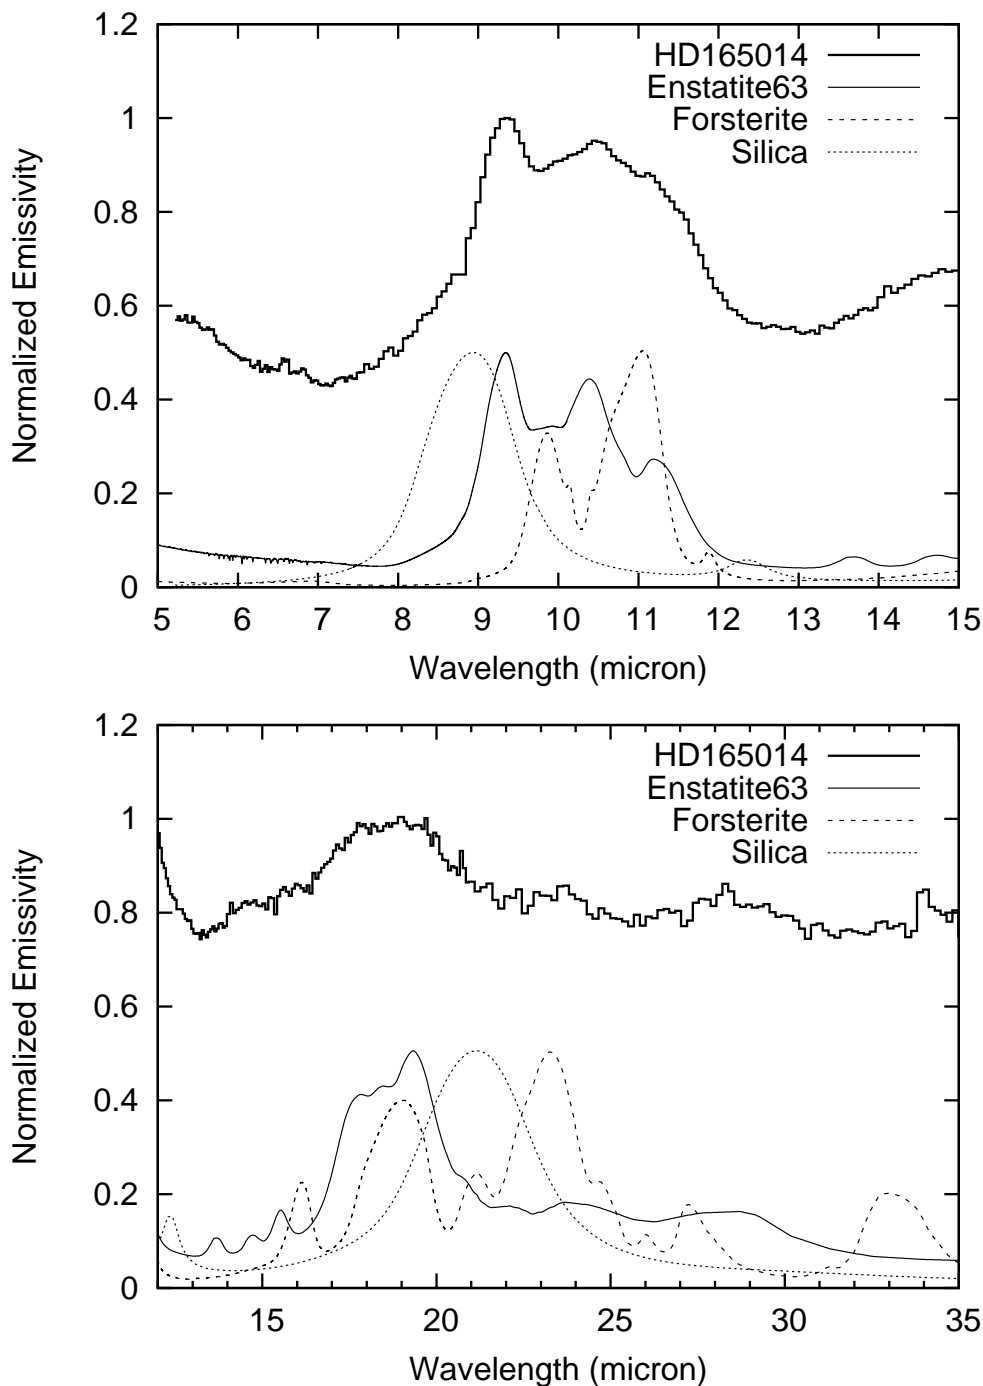 1.2
1
0.8
0.6
0.4
0.2
0
Normalized Emissivity
HD165014
Enstatite63
Forsterite
Silica
5 6 7 8 9 10 11 12 13 14 15
Wavelength (micron)
1.2
1
0.8
0.6
0.4
0.2
0
Normalized Emissivity
HD165014
Enstatite63
Forsterite
Silica
15 20 25 30 35
Wavelength (micron)